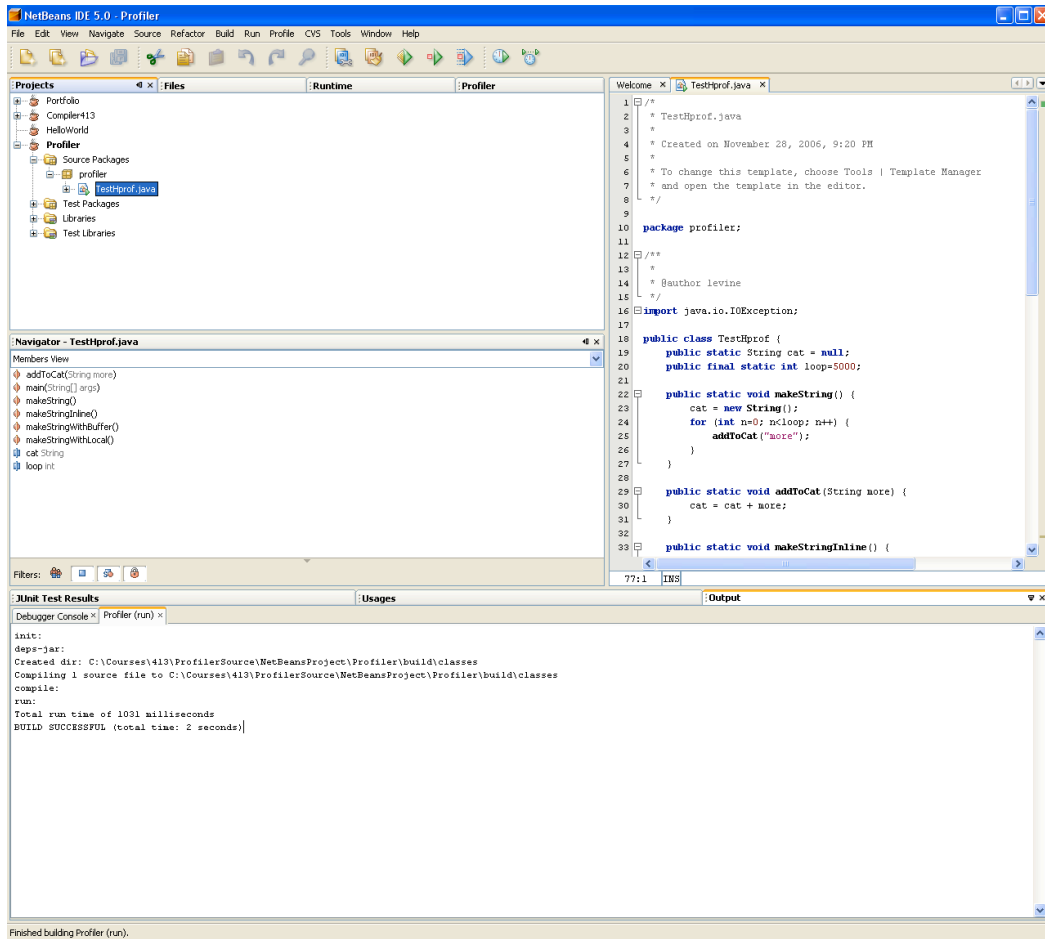 NetBeans IDE 5.0 - Profiler
File Edit View Navigate Source Refactor Build Run Profile CVS Tools Window Help
Projects Files Runtime Profiler
Portfolio
Compiler413
HelloWorld
Profiler
Source Packages
profiler
TestHprof.java
Test Packages
Libraries
Test Libraries
Navigator - TestHprof.java
Members View
addToCat(String more)
main(String[] args)
makeString()
makeStringInline()
makeStringWithBuffer()
makeStringWithLocal()
cat String
loop int
Filters:
Welcome TestHprof.java
1 /*
2 * TestHprof.java
3 *
4 * Created on November 28, 2006, 9:20 PM
5 *
6 * To change this template, choose Tools | Template Manager
7 * and open the template in the editor.
8 */
9
10 package profiler;
11
12 /**
13 *
14 * @author levine
15 */
16 import java.io.IOException;
17
18 public class TestHprof {
19 public static String cat = null;
20 public final static int loop=5000;
21
22 public static void makeString() {
23 cat = new String();
24 for (int n=0; n<loop; n++) {
25 addToCat("more");
26 }
27 }
28
29 public static void addToCat(String more) {
30 cat = cat + more;
31 }
32
33 public static void makeStringInline() {
77:1 INS
JUnit Test Results Usages Output
Debugger Console Profiler (run)
init:
deps-jar:
Created dir: C:\Courses\413\ProfilerSource\NetBeansProject\Profiler\build\classes
Compiling 1 source file to C:\Courses\413\ProfilerSource\NetBeansProject\Profiler\build\classes
compile:
run:
Total run time of 1031 milliseconds
BUILD SUCCESSFUL (total time: 2 seconds)
Finished building Profiler (run).